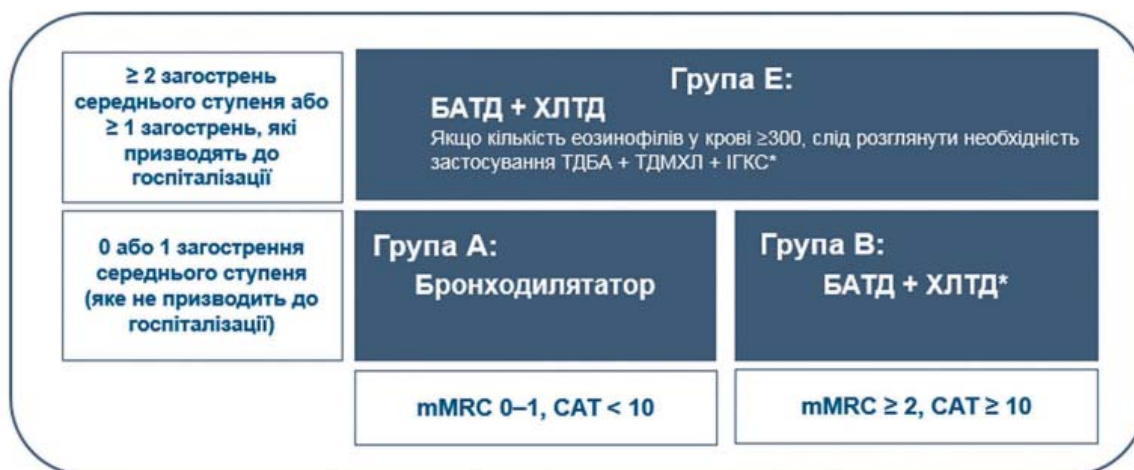 ≥ 2 загострень
середнього ступеня або
≥ 1 загострень, які
призводять до
госпіталізації
Група E:
БАТД + ХЛТД
Якщо кількість еозинофілів у крові ≥300, слід розглянути необхідність
застосування ТДБА + ТДМХЛ + ІГКС*
0 або 1 загострення
середнього ступеня
(яке не призводить до
госпіталізації)
Група A:
Бронходилятатор
Група B:
БАТД + ХЛТД*
mMRC 0–1, CAT < 10
mMRC ≥ 2, CAT ≥ 10